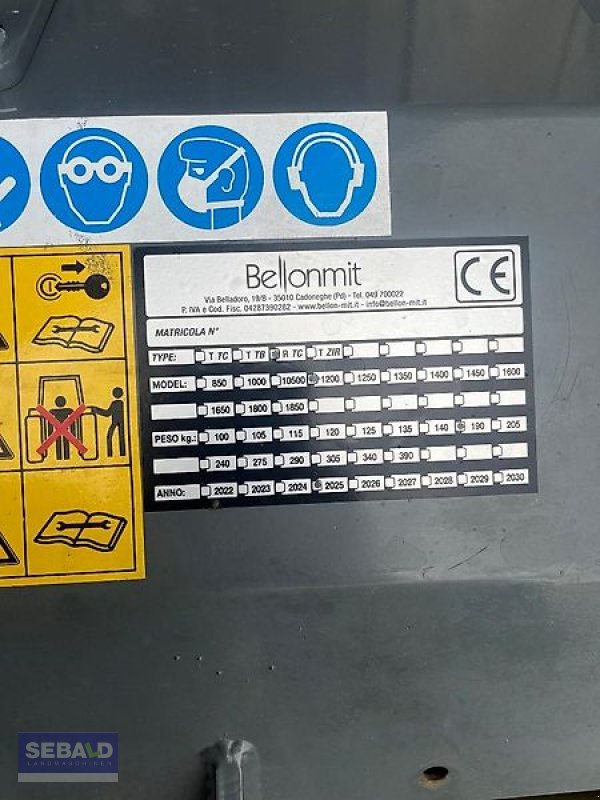 Bellonmit
Via Belladoro, 19/B - 35010 Cadoneghe (Pd) - Tel. 049 700022
P. IVA e Cod. Fisc. 04287390282 - www.bellon-mit.it - info@bellon-mit.it
CE
MATRICOLA N°
TYPE: T TC T TB R TC T ZIR
MODEL: 850 1000 10500 1200 1250 1350 1400 1450 1600
1650 1800 1850
PESO kg.: 100 105 115 120 125 135 140 190 205
240 275 290 305 340 390
ANNO: 2022 2023 2024 2025 2026 2027 2028 2029 2030
SEBALD
LANDMASCHINEN